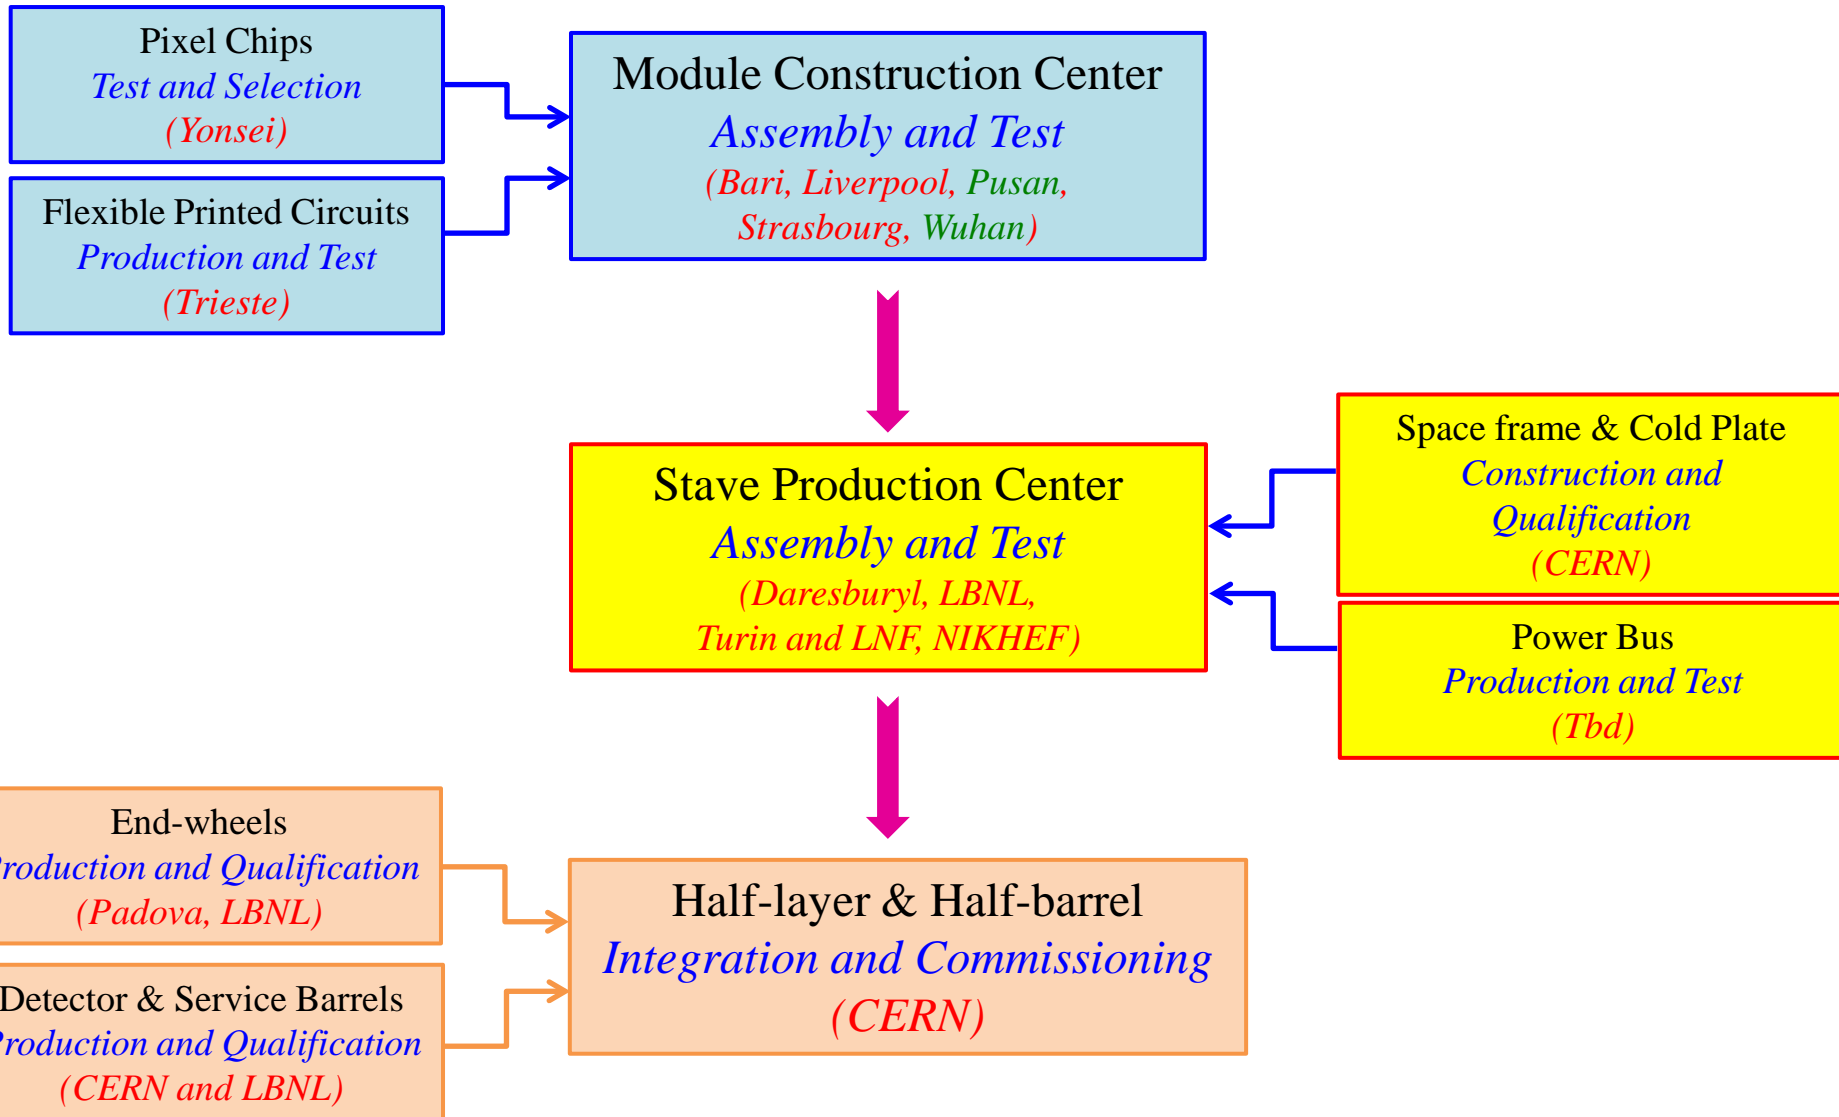 Pixel Chips
Test and Selection
(Yonsei)
Flexible Printed Circuits
Production and Test
(Trieste)
Module Construction Center
Assembly and Test
(Bari, Liverpool, Pusan,
Strasbourg, Wuhan)
Stave Production Center
Assembly and Test
(Daresburyl, LBNL,
Turin and LNF, NIKHEF)
Space frame & Cold Plate
Construction and
Qualification
(CERN)
Power Bus
Production and Test
(Tbd)
End-wheels
Production and Qualification
(Padova, LBNL)
Detector & Service Barrels
Production and Qualification
(CERN and LBNL)
Half-layer & Half-barrel
Integration and Commissioning
(CERN)